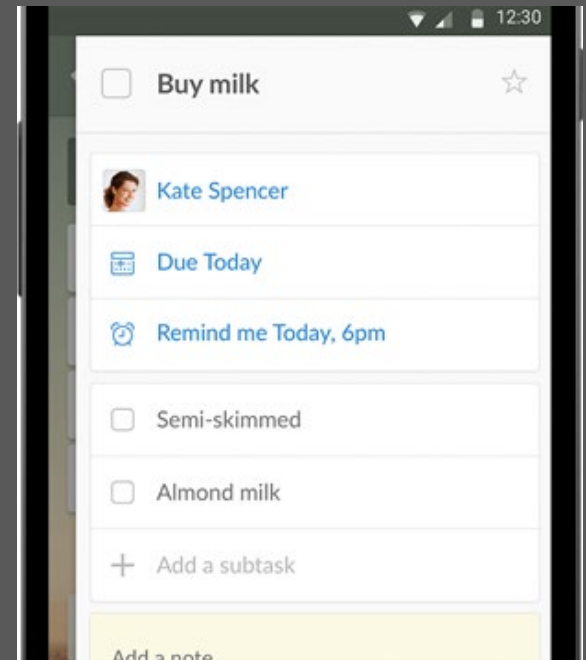 12:30
Buy milk
Kate Spencer
Due Today
Remind me Today, 6pm
Semi-skimmed
Almond milk
Add a subtask
Add a note